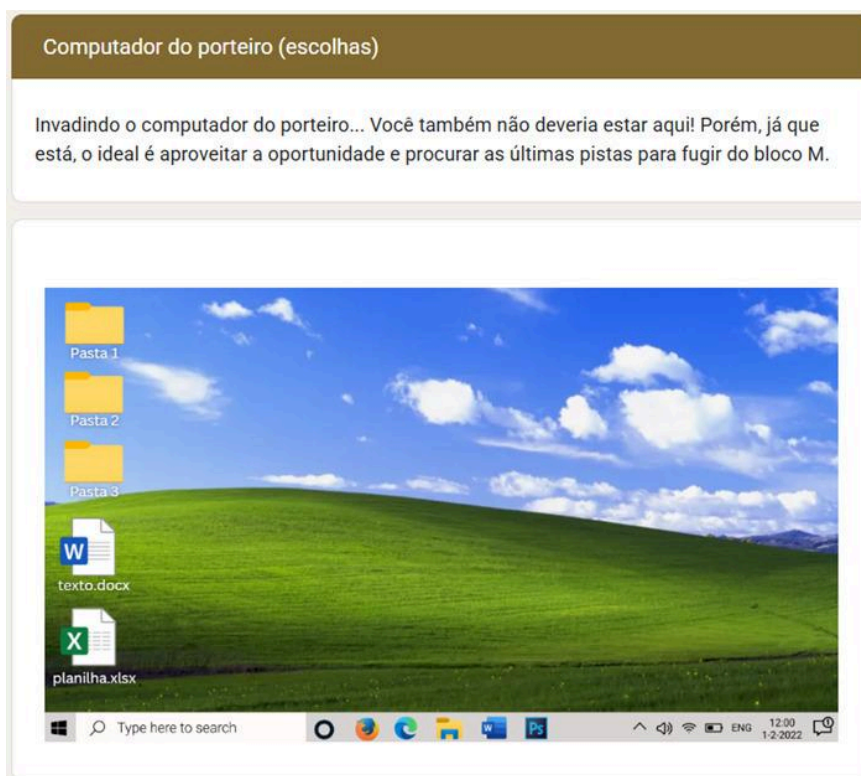 Computador do porteiro (escolhas)
Invadindo o computador do porteiro... Você também não deveria estar aqui! Porém, já que
está, o ideal é aproveitar a oportunidade e procurar as últimas pistas para fugir do bloco M.
Pasta 1
Pasta 2
Pasta 3
W
texto.docx
X
planilha.xlsx
Type here to search
W
Ps
ENG
12:00
1-2-2022
1